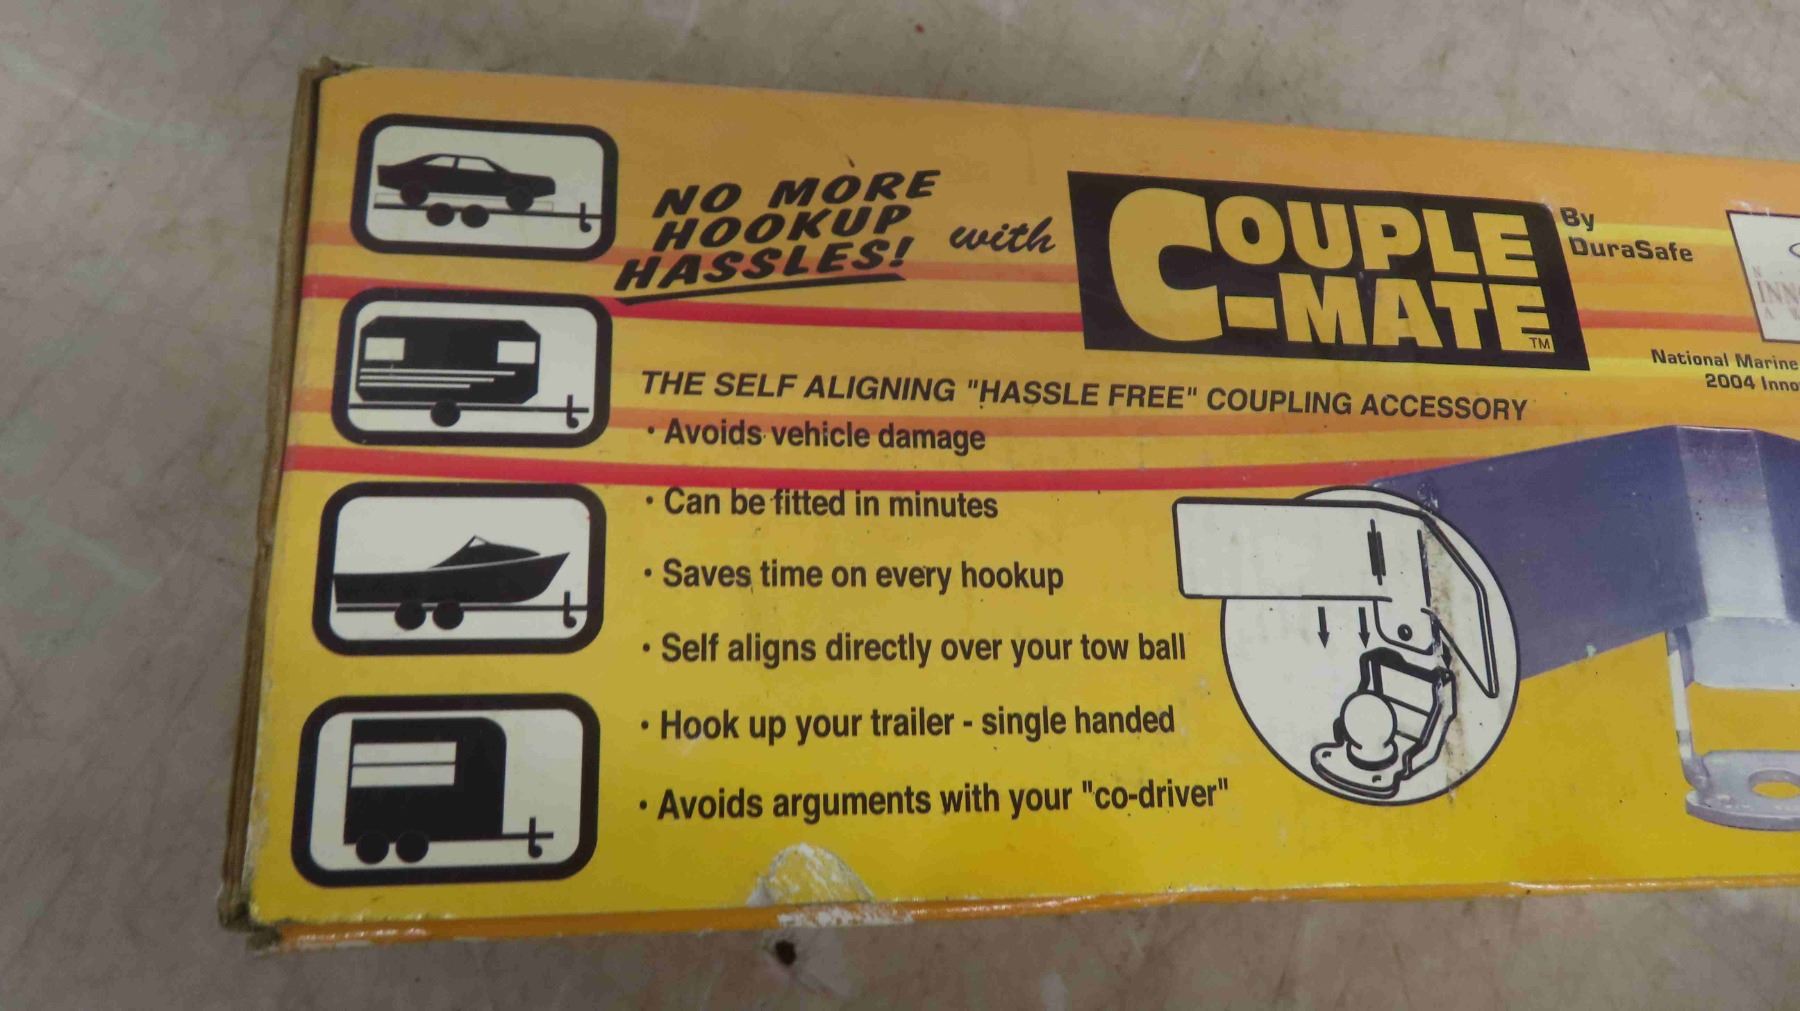 NO MORE
HOOKUP
HASSLES!
with
COUPLE
-MATE
TM
By
DuraSafe
National Marine
2004
THE SELF ALIGNING "HASSLE FREE" COUPLING ACCESSORY
· Avoids vehicle damage
· Can be fitted in minutes
· Saves time on every hookup
· Self aligns directly over your tow ball
· Hook up your trailer - single handed
· Avoids arguments with your "co-driver"